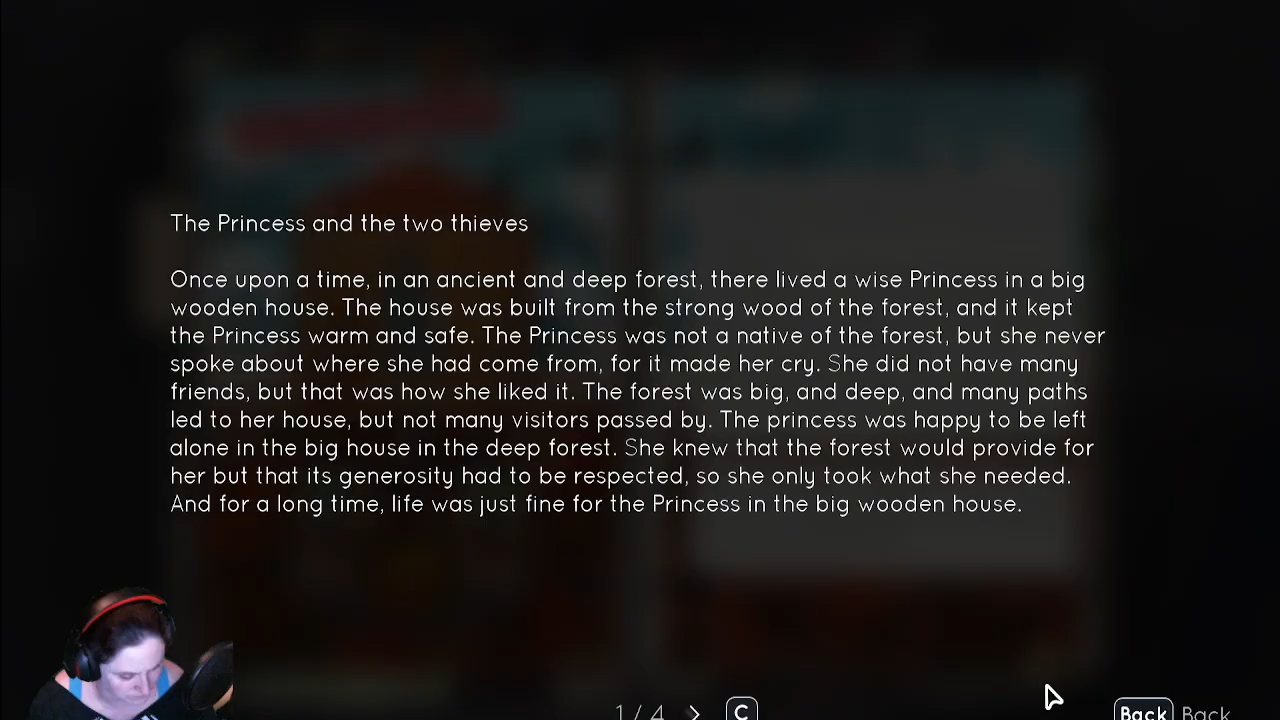 The Princess and the two thieves
Once upon a time, in an ancient and deep forest, there lived a wise Princess in a big
wooden house. The house was built from the strong wood of the forest, and it kept
the Princess warm and safe. The Princess was not a native of the forest, but she never
spoke about where she had come from, for it made her cry. She did not have many
friends, but that was how she liked it. The forest was big, and deep, and many paths
led to her house, but not many visitors passed by. The princess was happy to be left
alone in the big house in the deep forest. She knew that the forest would provide for
her but that its generosity had to be respected, so she only took what she needed.
And for a long time, life was just fine for the Princess in the big wooden house.
1 / 4 > C
Back Back